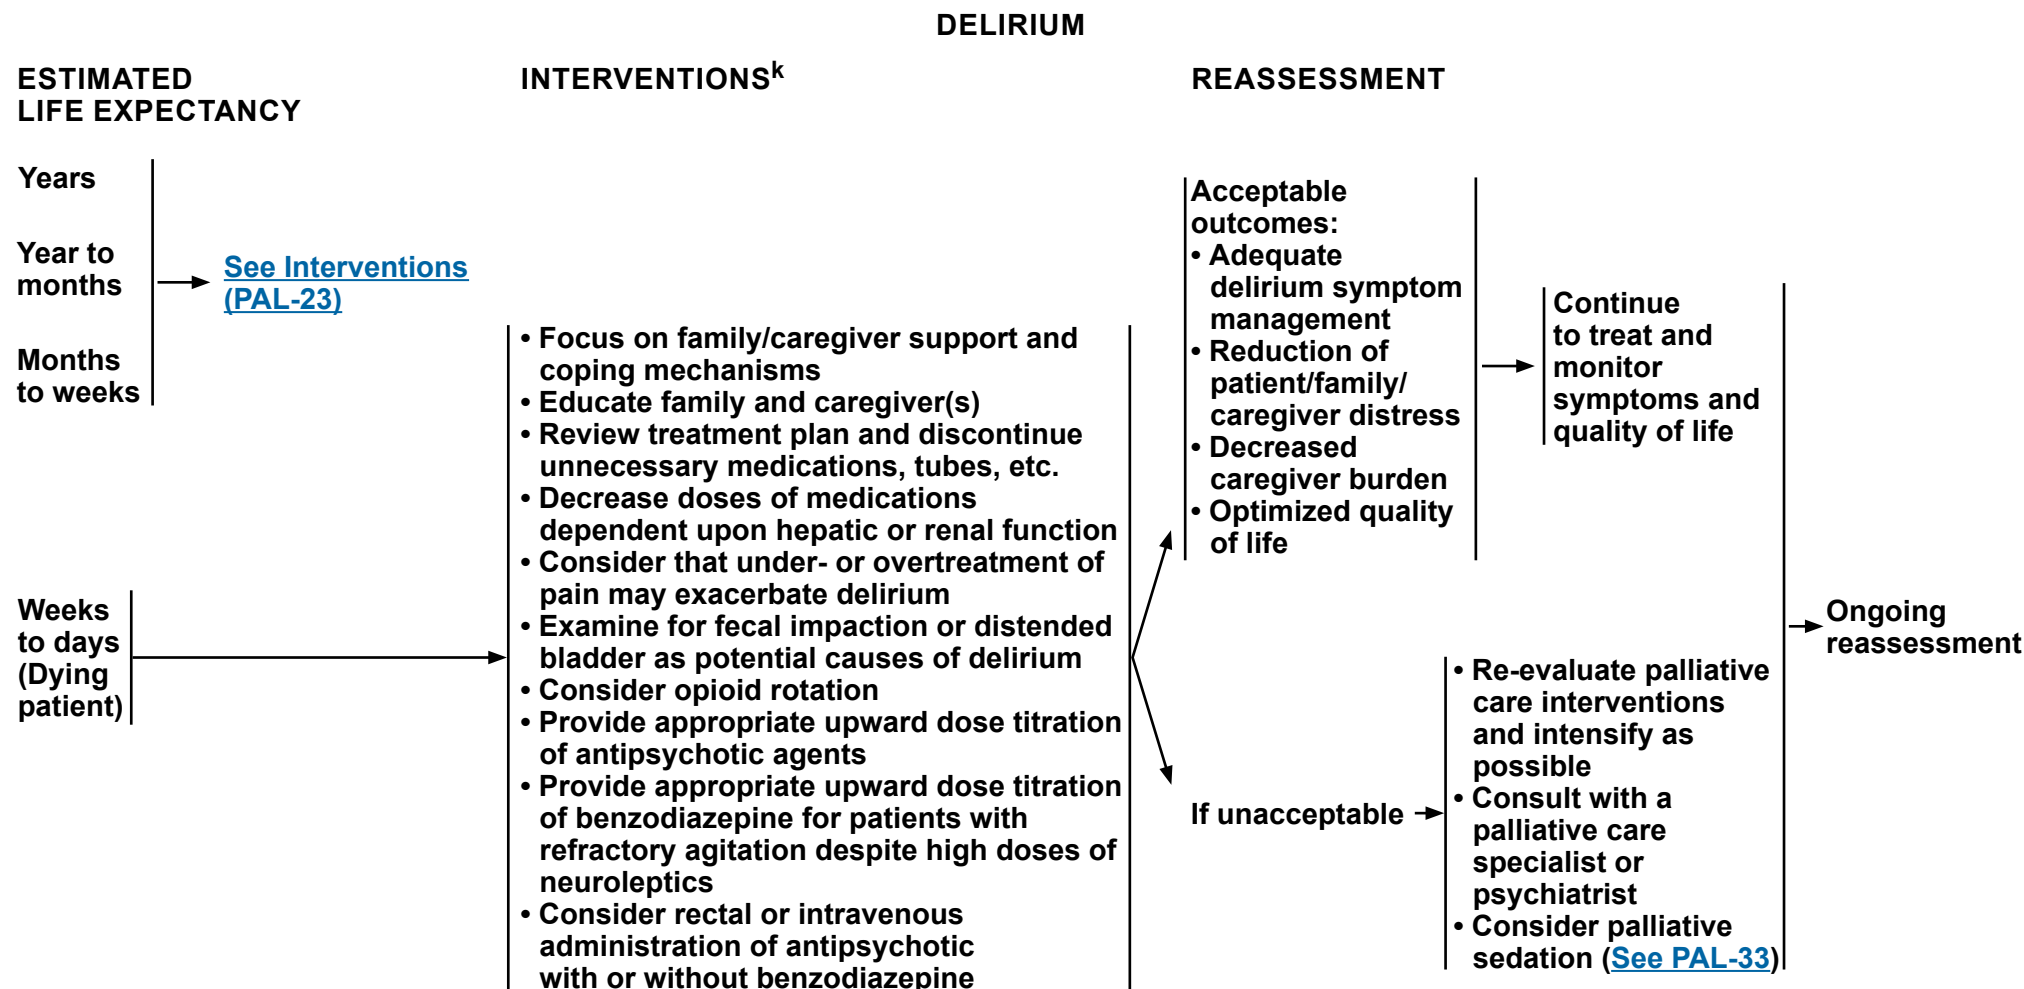 DELIRIUM
ESTIMATED
LIFE EXPECTANCY
INTERVENTIONSk
REASSESSMENT
Years
Year to
months
Months
to weeks
See Interventions
(PAL-23)
Weeks
to days
(Dying
patient)
• Focus on family/caregiver support and
coping mechanisms
• Educate family and caregiver(s)
• Review treatment plan and discontinue
unnecessary medications, tubes, etc.
• Decrease doses of medications
dependent upon hepatic or renal function
• Consider that under- or overtreatment of
pain may exacerbate delirium
• Examine for fecal impaction or distended
bladder as potential causes of delirium
• Consider opioid rotation
• Provide appropriate upward dose titration
of antipsychotic agents
• Provide appropriate upward dose titration
of benzodiazepine for patients with
refractory agitation despite high doses of
neuroleptics
• Consider rectal or intravenous
administration of antipsychotic
with or without benzodiazepine
Acceptable
outcomes:
• Adequate
delirium symptom
management
• Reduction of
patient/family/
caregiver distress
• Decreased
caregiver burden
• Optimized quality
of life
Continue
to treat and
monitor
symptoms and
quality of life
If unacceptable
• Re-evaluate palliative
care interventions
and intensify as
possible
• Consult with a
palliative care
specialist or
psychiatrist
• Consider palliative
sedation (See PAL-33)
Ongoing
reassessment